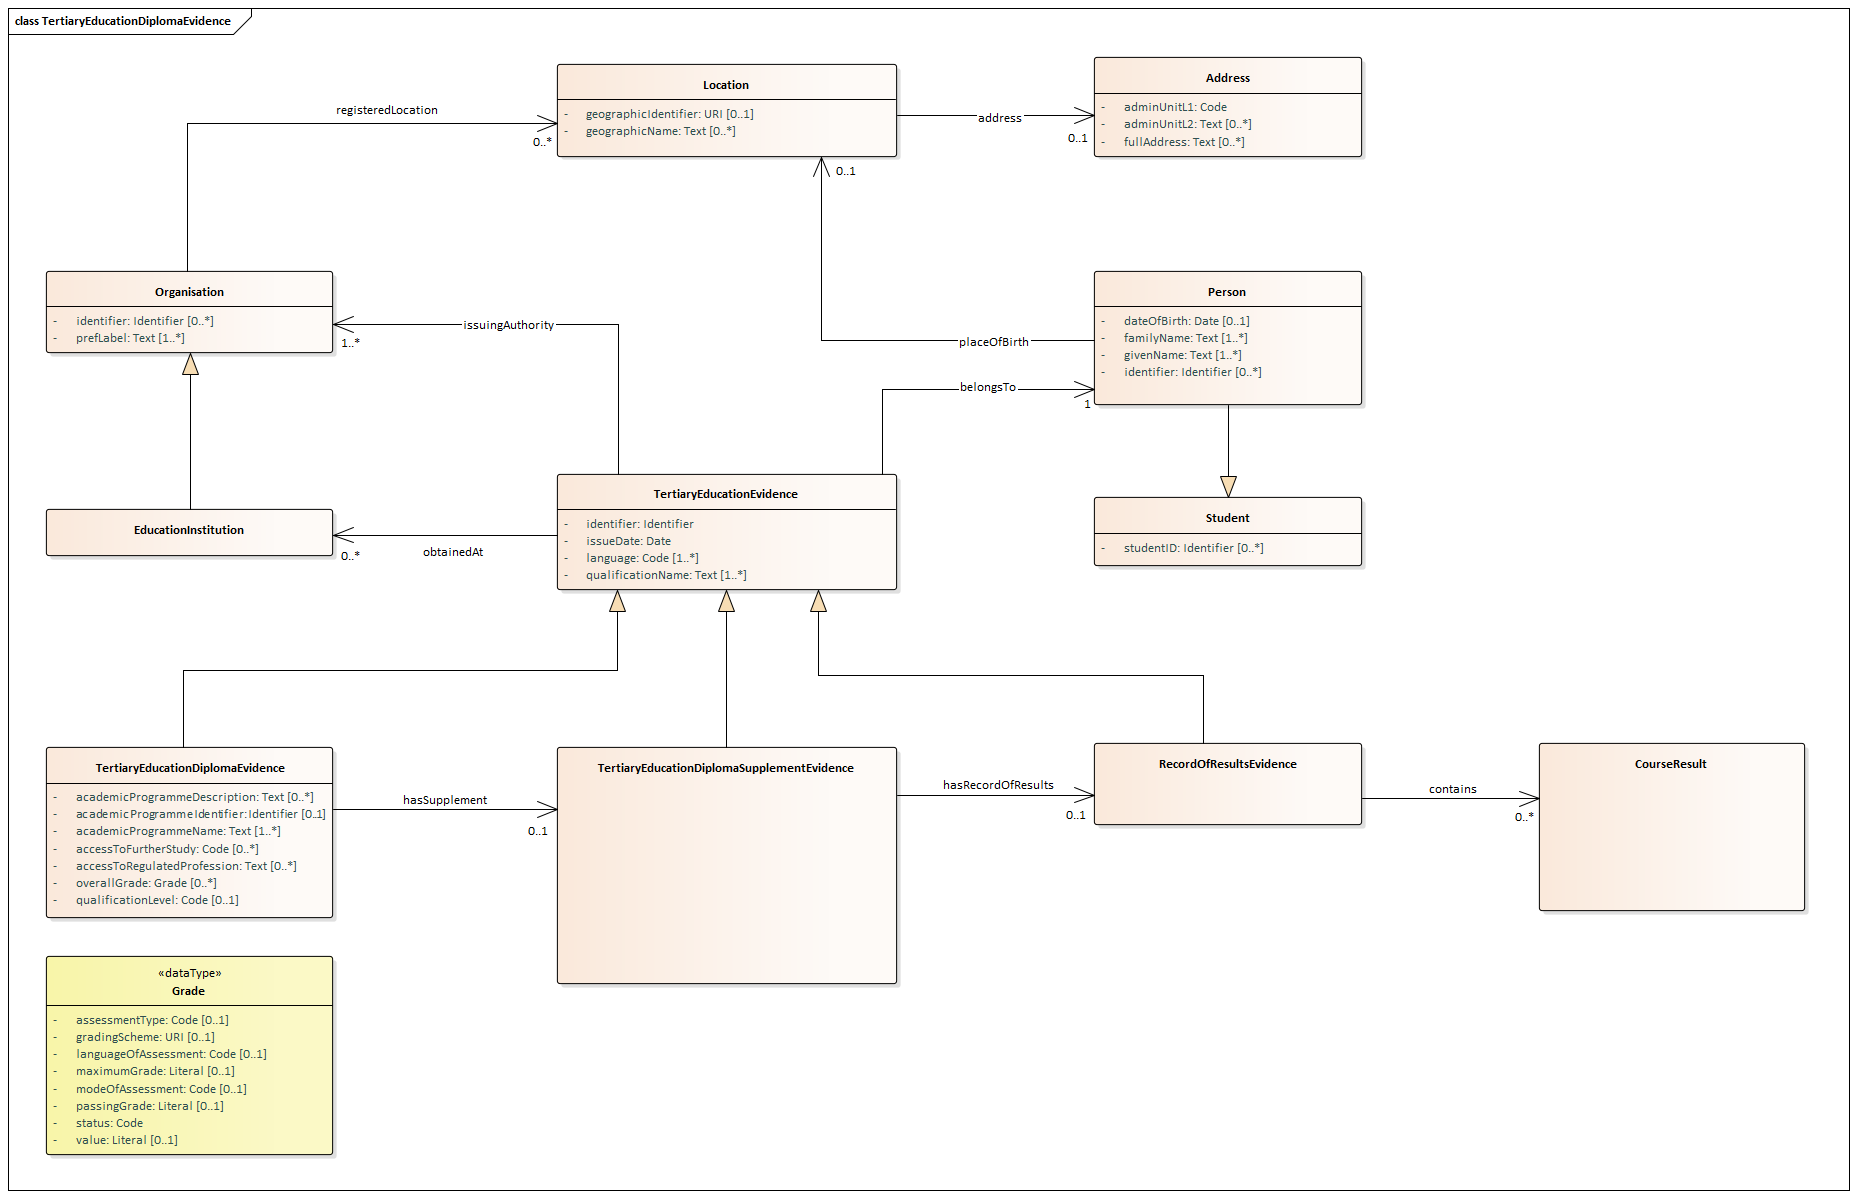 class TertiaryEducationDiplomaEvidence
Location
- geographicIdentifier: URI [0..1]
- geographicName: Text [0..*]
Address
- adminUnitL1: Code
- adminUnitL2: Text [0..*]
- fullAddress: Text [0..*]
registeredLocation
0..*
address
0..1
0..1
Organisation
- identifier: Identifier [0..*]
- prefLabel: Text [1..*]
issuingAuthority
1..*
Person
- dateOfBirth: Date [0..1]
- familyName: Text [1..*]
- givenName: Text [1..*]
- identifier: Identifier [0..*]
placeOfBirth
belongsTo
1
EducationInstitution
obtainedAt
0..*
TertiaryEducationEvidence
- identifier: Identifier
- issueDate: Date
- language: Code [1..*]
- qualificationName: Text [1..*]
Student
- studentID: Identifier [0..*]
TertiaryEducationDiplomaEvidence
- academicProgrammeDescription: Text [0..*]
- academicProgrammeIdentifier: Identifier [0..1]
- academicProgrammeName: Text [1..*]
- accessToFurtherStudy: Code [0..*]
- accessToRegulatedProfession: Text [0..*]
- overallGrade: Grade [0..*]
- qualificationLevel: Code [0..1]
hasSupplement
0..1
TertiaryEducationDiplomaSupplementEvidence
hasRecordOfResults
0..1
RecordOfResultsEvidence
contains
0..*
CourseResult
«dataType»
Grade
- assessmentType: Code [0..1]
- gradingScheme: URI [0..1]
- languageOfAssessment: Code [0..1]
- maximumGrade: Literal [0..1]
- modeOfAssessment: Code [0..1]
- passingGrade: Literal [0..1]
- status: Code
- value: Literal [0..1]